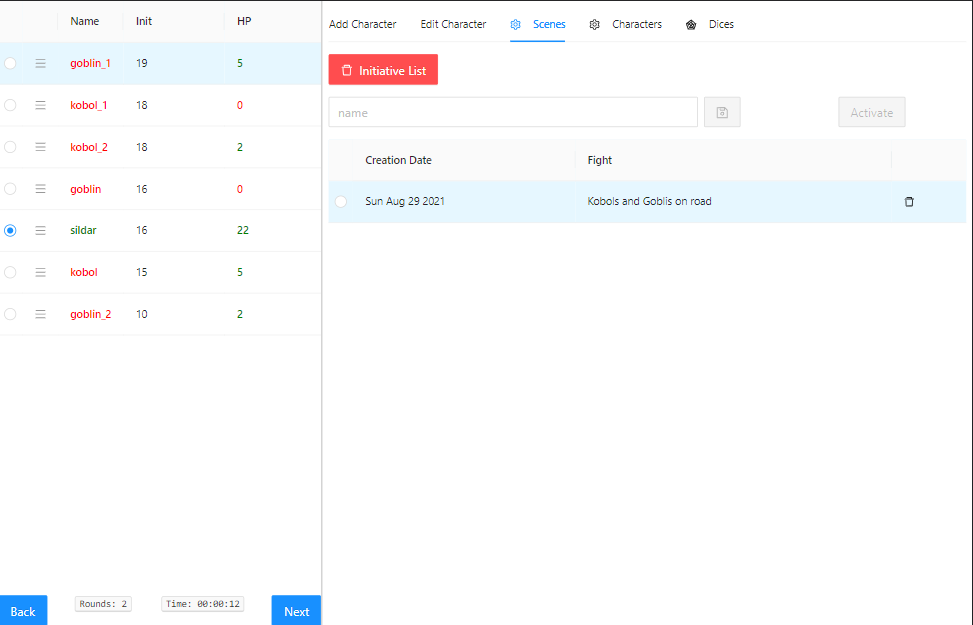 Name Init HP
goblin_1 19 5
kobol_1 18 0
kobol_2 18 2
goblin 16 0
sildar 16 22
kobol 15 5
goblin_2 10 2
Back Rounds: 2 Time: 00:00:12 Next
Add Character Edit Character Scenes Characters Dices
Initiative List
name Activate
Creation Date Fight
Sun Aug 29 2021 Kobols and Goblis on road